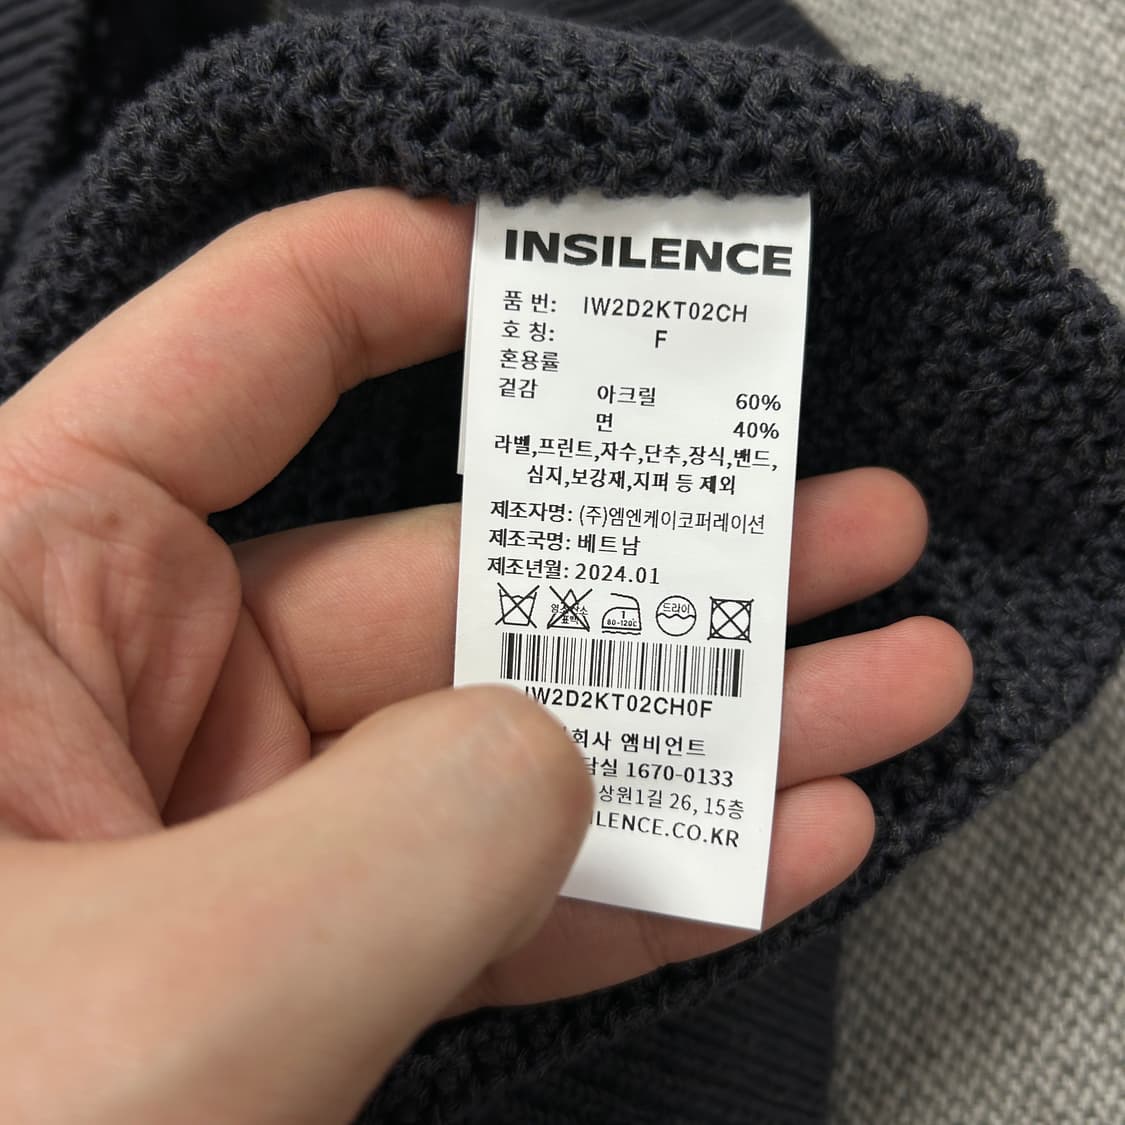 INSILENCE
품 번: IW2D2KT02CH
호 칭: F
혼용률
겉감 아크릴 60%
면 40%
라벨,프린트,자수,단추,장식,밴드,
심지,보강재,지퍼 등 제외
제조자명: (주)엠엔케이코퍼레이션
제조국명: 베트남
제조년월: 2024.01
1
80-120℃
드라이
IW2D2KT02CH0F
회사 앰비언트
담실 1670-0133
상원1길 26, 15층
ILENCE.CO.KR